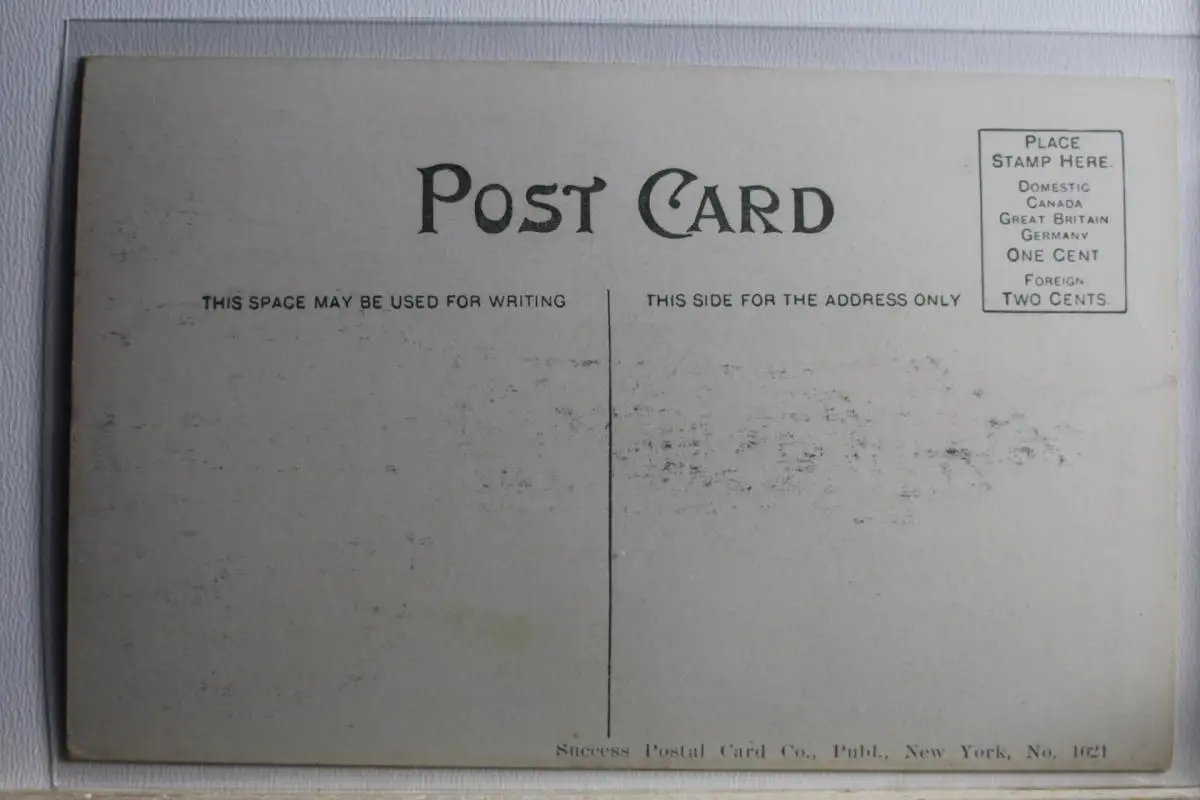 POST CARD
PLACE
STAMP HERE.
DOMESTIC
CANADA
GREAT BRITAIN
GERMANY
ONE CENT
FOREIGN
TWO CENTS.
THIS SPACE MAY BE USED FOR WRITING
THIS SIDE FOR THE ADDRESS ONLY
Success Postal Card Co., Publ., New York, No. 1021